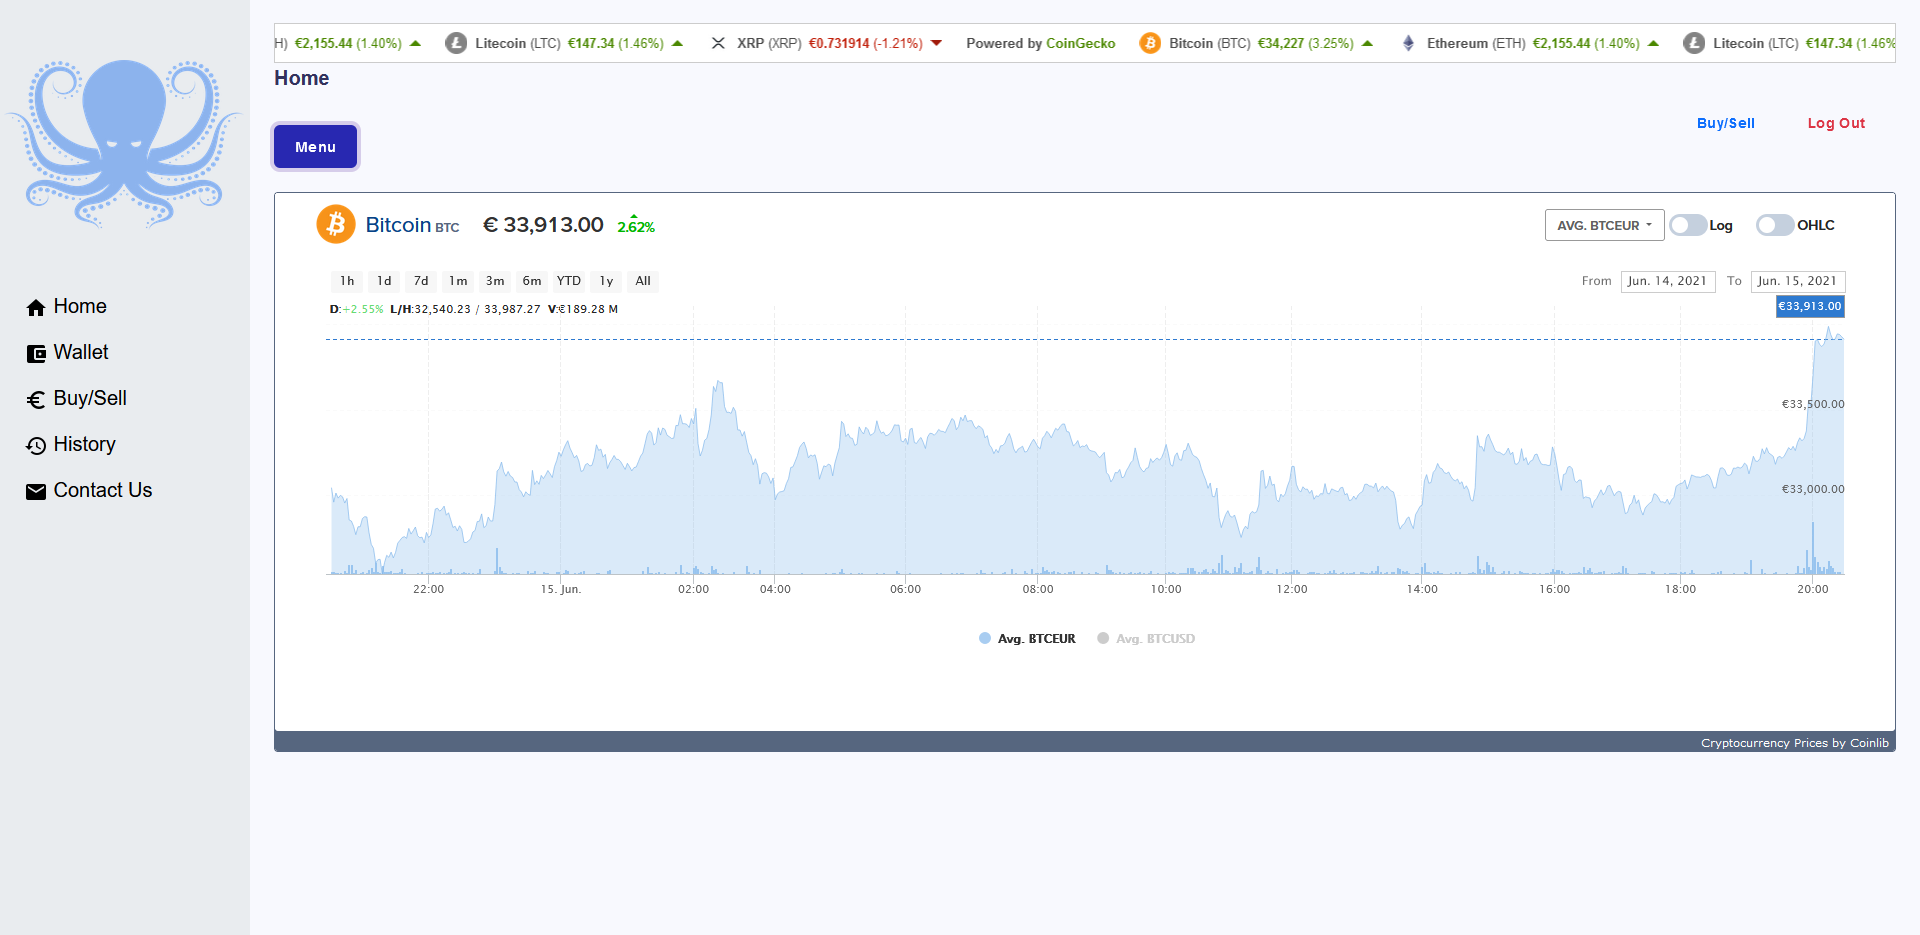 H) €2,155.44 (1.40%) Litecoin (LTC) €147.34 (1.46%) XRP (XRP) €0.731914 (-1.21%) Powered by CoinGecko Bitcoin (BTC) €34,227 (3.25%) Ethereum (ETH) €2,155.44 (1.40%) Litecoin (LTC) €147.34 (1.46%
Home
Buy/Sell Log Out
Menu
Bitcoin BTC € 33,913.00 2.62% AVG. BTCEUR Log OHLC
1h 1d 7d 1m 3m 6m YTD 1y All From Jun. 14, 2021 To Jun. 15, 2021
D:+2.55% L/H:32,540.23 / 33,987.27 V:€189.28 M €33,913.00
€33,500.00
€33,000.00
22:00 15. Jun. 02:00 04:00 06:00 08:00 10:00 12:00 14:00 16:00 18:00 20:00
Avg. BTCEUR Avg. BTCUSD
Cryptocurrency Prices by Coinlib
Home
Wallet
Buy/Sell
History
Contact Us